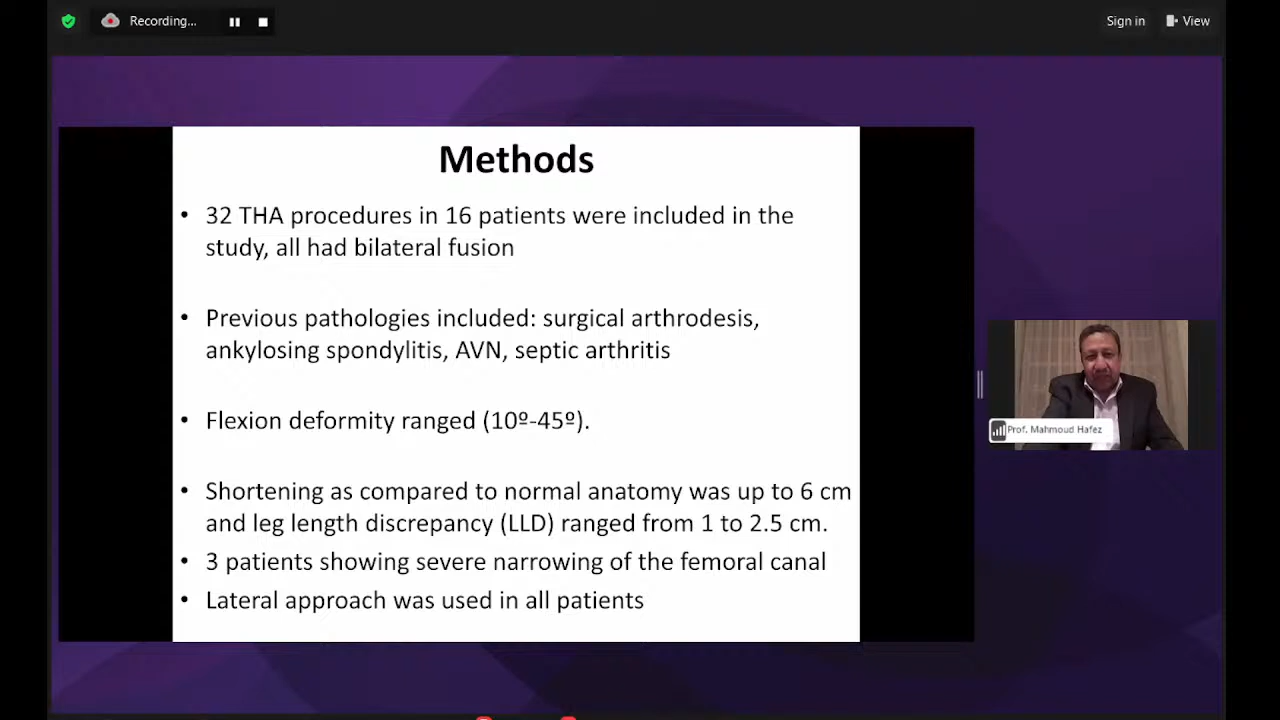 Recording...
Sign in
View
Methods
• 32 THA procedures in 16 patients were included in the
study, all had bilateral fusion
• Previous pathologies included: surgical arthrodesis,
ankylosing spondylitis, AVN, septic arthritis
• Flexion deformity ranged (10º-45º).
• Shortening as compared to normal anatomy was up to 6 cm
and leg length discrepancy (LLD) ranged from 1 to 2.5 cm.
• 3 patients showing severe narrowing of the femoral canal
• Lateral approach was used in all patients
Prof. Mahmoud Hafez